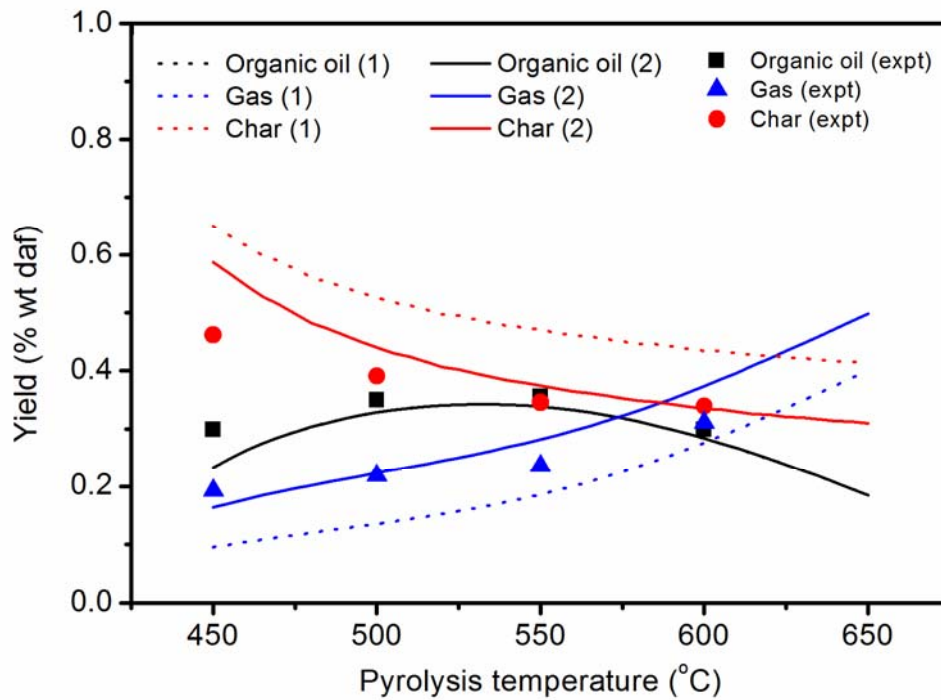 1.0
Organic oil (1)
Organic oil (2)
Organic oil (expt)
Gas (1)
Gas (2)
Gas (expt)
Char (1)
Char (2)
Char (expt)
0.8
0.6
0.4
0.2
0.0
Yield (% wt daf)
450 500 550 600 650
Pyrolysis temperature (°C)